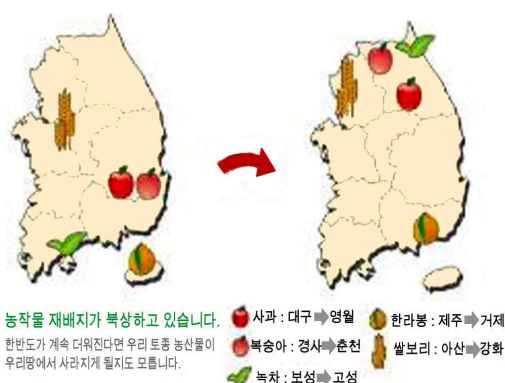 농작물 재배지가 북상하고 있습니다.
한반도가 계속 더워진다면 우리 토종 농산물이
우리땅에서 사라지게 될지도 모릅니다.
사과 : 대구➡영월
복숭아 : 경사➡춘천
녹차 : 보성➡고성
한라봉 : 제주➡거제
쌀보리 : 아산➡강화